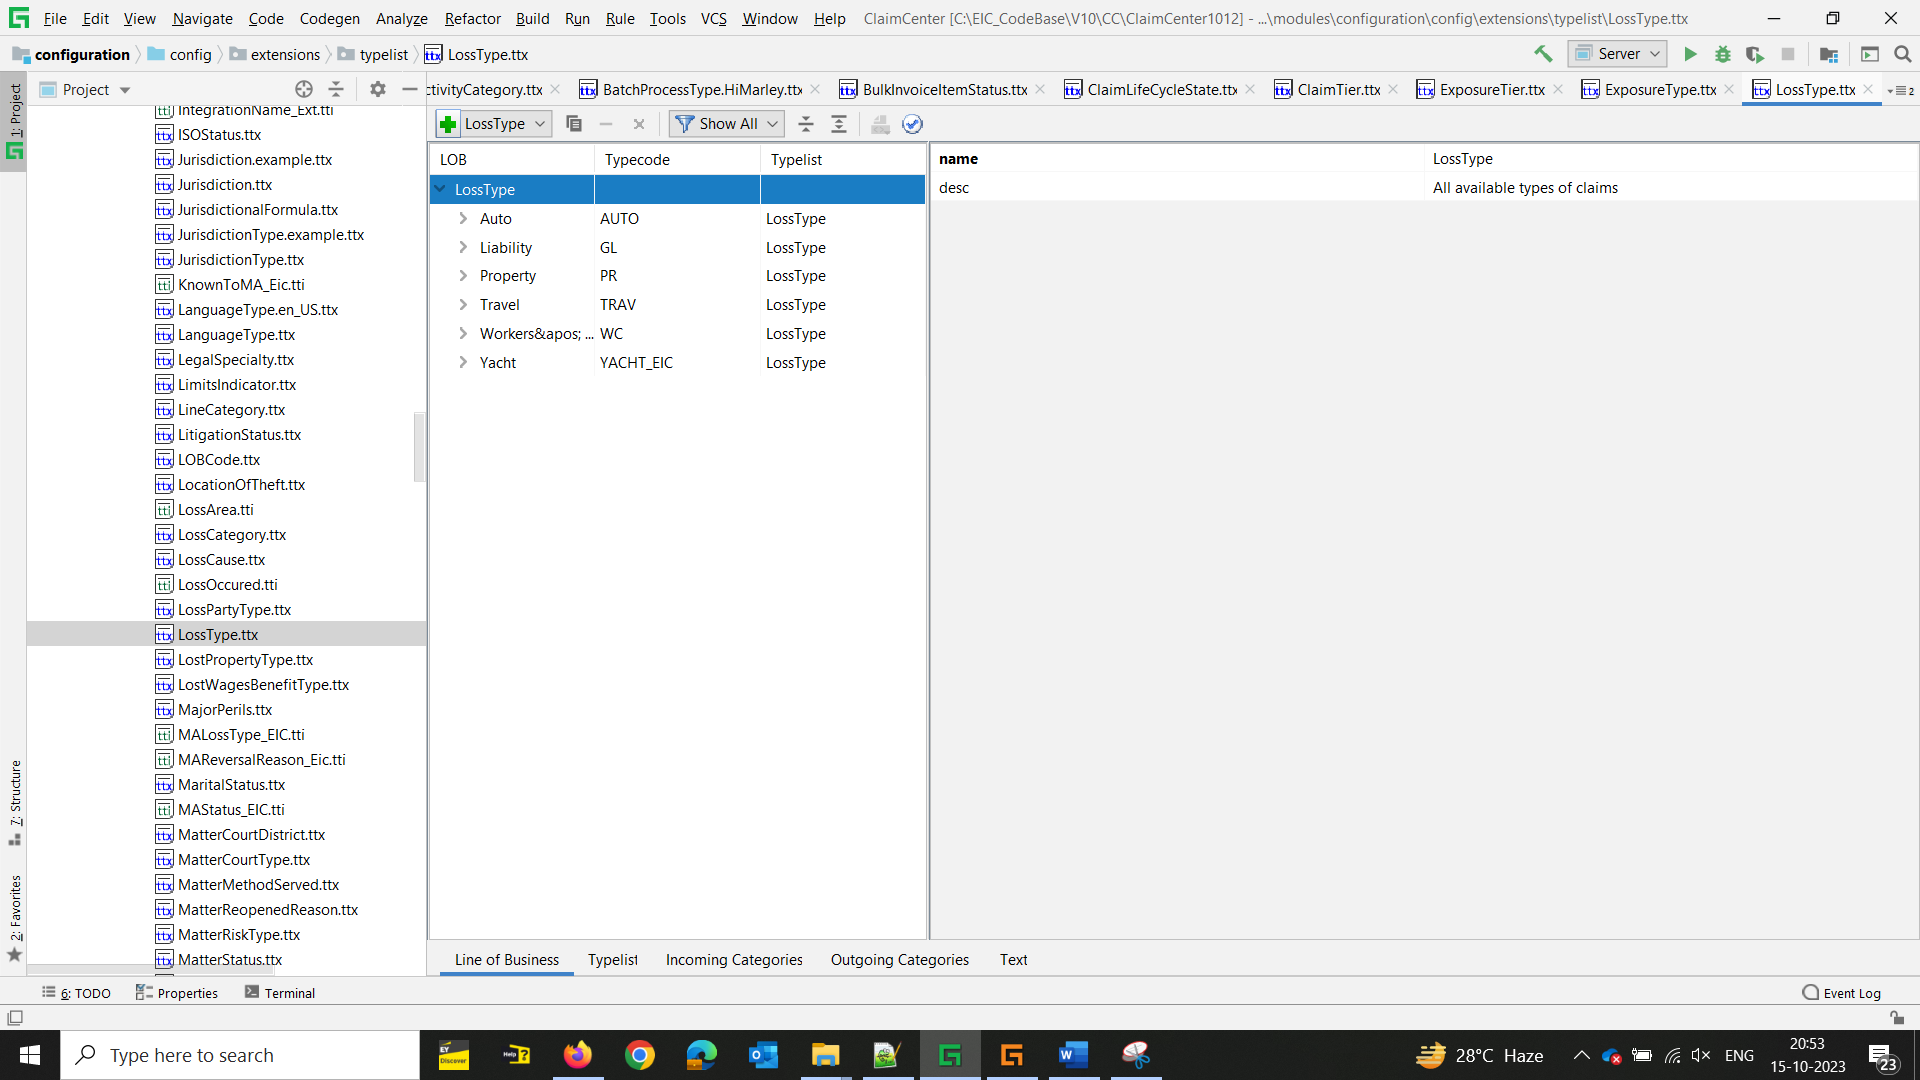 File Edit View Navigate Code Codegen Analyze Refactor Build Run Rule Tools VCS Window Help ClaimCenter [C:\EIC_CodeBase\V10\CC\ClaimCenter1012] - ...\modules\configuration\config\extensions\typelist\LossType.ttx
configuration config extensions typelist LossType.ttx Server
1: Project
7: Structure
2: Favorites
Project
ctivityCategory.ttx BatchProcessType.HiMarley.ttx BulkInvoiceItemStatus.ttx ClaimLifeCycleState.ttx ClaimTier.ttx ExposureTier.ttx ExposureType.ttx LossType.ttx 2
IntegrationName_Ext.tti
ISOStatus.ttx
Jurisdiction.example.ttx
Jurisdiction.ttx
JurisdictionalFormula.ttx
JurisdictionType.example.ttx
JurisdictionType.ttx
KnownToMA_Eic.tti
LanguageType.en_US.ttx
LanguageType.ttx
LegalSpecialty.ttx
LimitsIndicator.ttx
LineCategory.ttx
LitigationStatus.ttx
LOBCode.ttx
LocationOfTheft.ttx
LossArea.tti
LossCategory.ttx
LossCause.ttx
LossOccured.tti
LossPartyType.ttx
LossType.ttx
LostPropertyType.ttx
LostWagesBenefitType.ttx
MajorPerils.ttx
MALossType_EIC.tti
MAReversalReason_Eic.tti
MaritalStatus.ttx
MAStatus_EIC.tti
MatterCourtDistrict.ttx
MatterCourtType.ttx
MatterMethodServed.ttx
MatterReopenedReason.ttx
MatterRiskType.ttx
MatterStatus.ttx
LossType Show All
LOB Typecode Typelist
LossType
Auto AUTO LossType
Liability GL LossType
Property PR LossType
Travel TRAV LossType
Workers&apos; ... WC LossType
Yacht YACHT_EIC LossType
name LossType
desc All available types of claims
Line of Business Typelist Incoming Categories Outgoing Categories Text
6: TODO Properties Terminal Event Log
Type here to search
EY Discover
Help ?
28°C Haze
ENG
20:53
15-10-2023
23